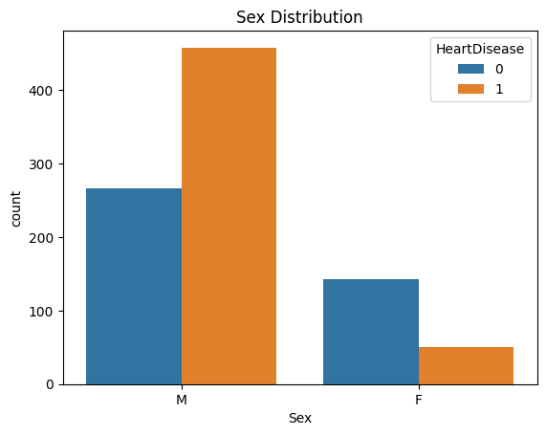 Sex Distribution
HeartDisease
0
1
400
300
200
100
0
count
M
F
Sex